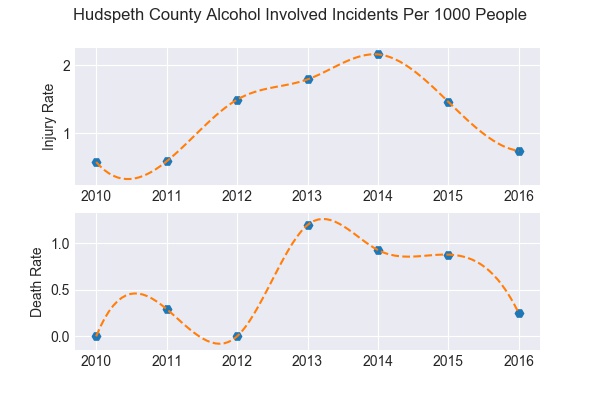 Hudspeth County Alcohol Involved Incidents Per 1000 People
2
1
Injury Rate
2010 2011 2012 2013 2014 2015 2016
1.0
0.5
0.0
Death Rate
2010 2011 2012 2013 2014 2015 2016